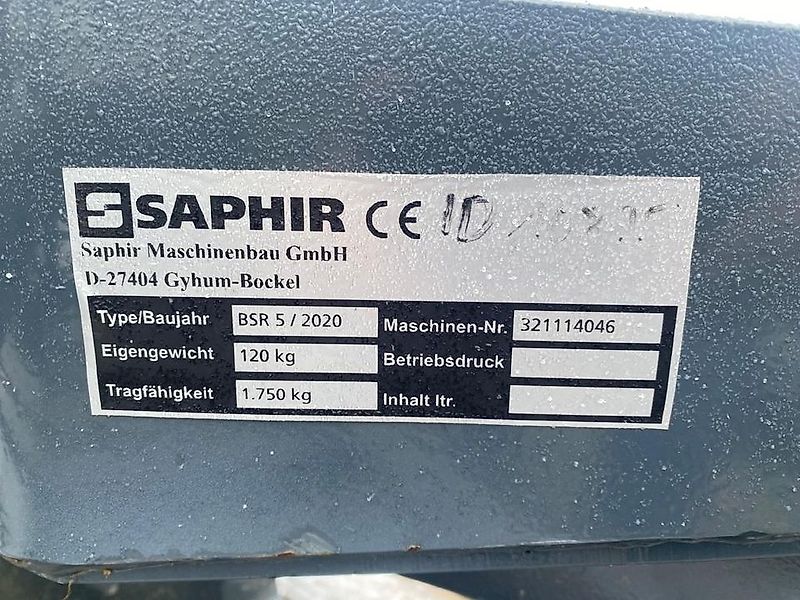 SAPHIR CE ID
Saphir Maschinenbau GmbH
D-27404 Gyhum-Bockel
Type/Baujahr BSR 5 / 2020 Maschinen-Nr. 321114046
Eigengewicht 120 kg Betriebsdruck
Tragfähigkeit 1.750 kg Inhalt ltr.